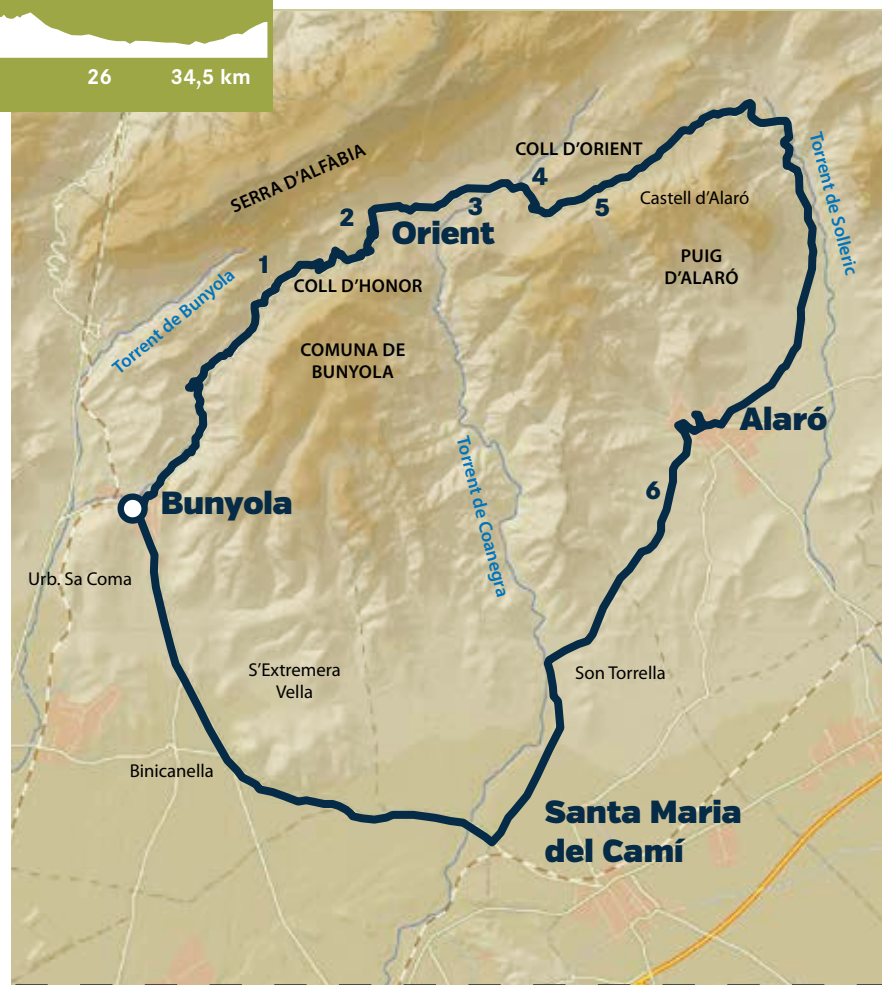 26 34,5 km
SERRA D'ALFÀBIA
COLL D'ORIENT
Torrent de Solleric
4
Castell d'Alaró
2
3
5
Orient
1
PUIG
D'ALARÓ
COLL D'HONOR
Torrent de Bunyola
COMUNA DE
BUNYOLA
Alaró
Torrent de Coanegra
6
Bunyola
Urb. Sa Coma
S'Extremera
Vella
Son Torrella
Binicanella
Santa Maria
del Camí